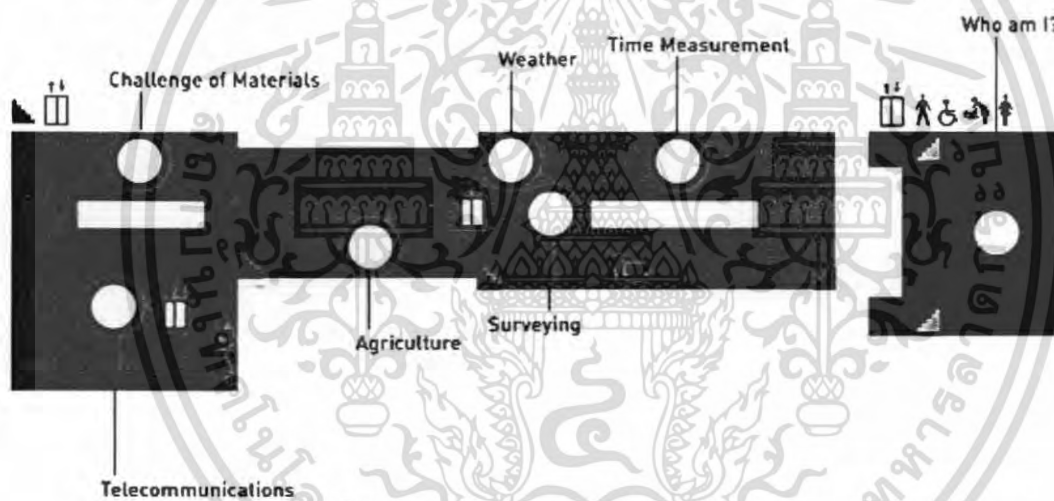 Who am I?
Time Measurement
Weather
Challenge of Materials
Surveying
Agriculture
Telecommunications